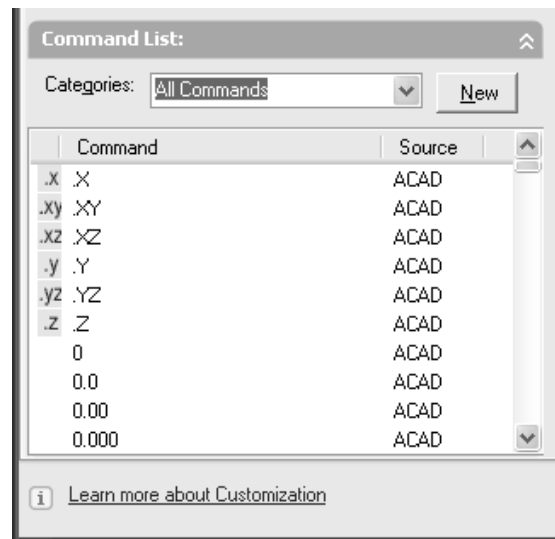 Command List:
Categories: All Commands New
Command Source
.X .X ACAD
.xy .XY ACAD
.xz .XZ ACAD
.y .Y ACAD
.yz .YZ ACAD
.z .Z ACAD
0 ACAD
0.0 ACAD
0.00 ACAD
0.000 ACAD
i Learn more about Customization